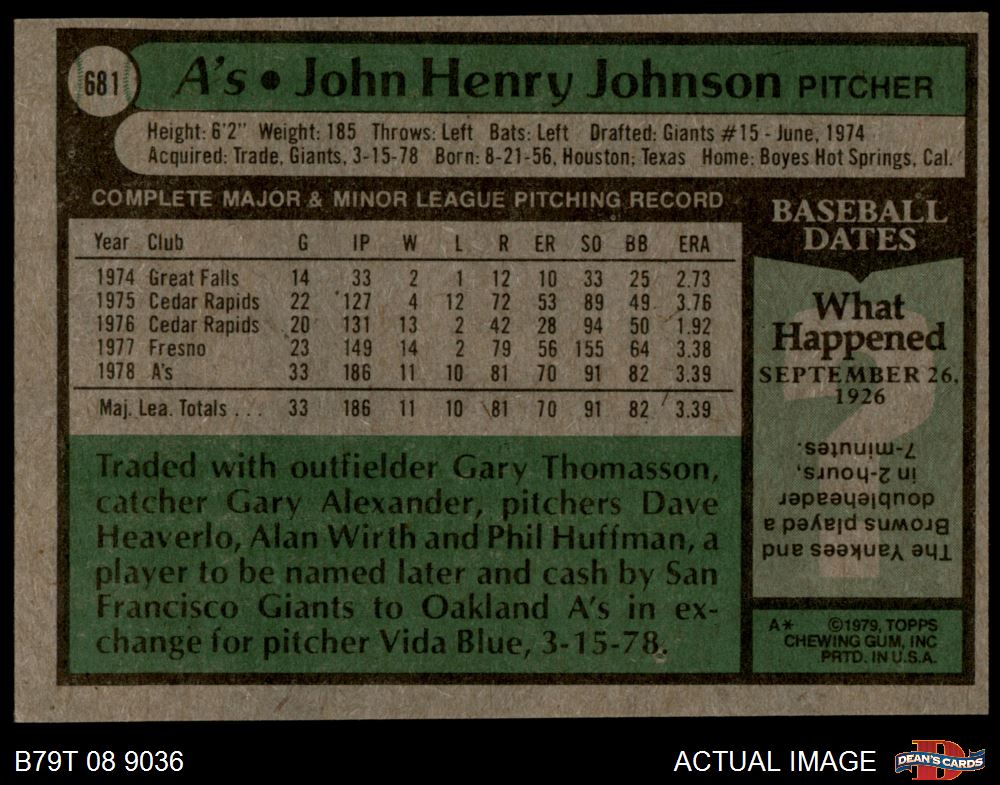 681
A's • John Henry Johnson PITCHER
Height: 6'2" Weight: 185 Throws: Left Bats: Left Drafted: Giants #15 - June, 1974
Acquired: Trade, Giants, 3-15-78 Born: 8-21-56, Houston, Texas Home: Boyes Hot Springs, Cal.
COMPLETE MAJOR & MINOR LEAGUE PITCHING RECORD
Year Club G IP W L R ER SO BB ERA
1974 Great Falls 14 33 2 1 12 10 33 25 2.73
1975 Cedar Rapids 22 127 4 12 72 53 89 49 3.76
1976 Cedar Rapids 20 131 13 2 42 28 94 50 1.92
1977 Fresno 23 149 14 2 79 56 155 64 3.38
1978 A's 33 186 11 10 81 70 91 82 3.39
Maj. Lea. Totals . . . 33 186 11 10 81 70 91 82 3.39
Traded with outfielder Gary Thomasson,
catcher Gary Alexander, pitchers Dave
Heaverlo, Alan Wirth and Phil Huffman, a
player to be named later and cash by San
Francisco Giants to Oakland A's in ex-
change for pitcher Vida Blue, 3-15-78.
BASEBALL
DATES
What
Happened
SEPTEMBER 26,
1926
?
The Yankees and
Browns played a
doubleheader
in 2-hours,
7-minutes.
A* ©1979, TOPPS
CHEWING GUM, INC
PRTD. IN U.S.A.
B79T 08 9036
ACTUAL IMAGE
D
DEAN'S CARDS